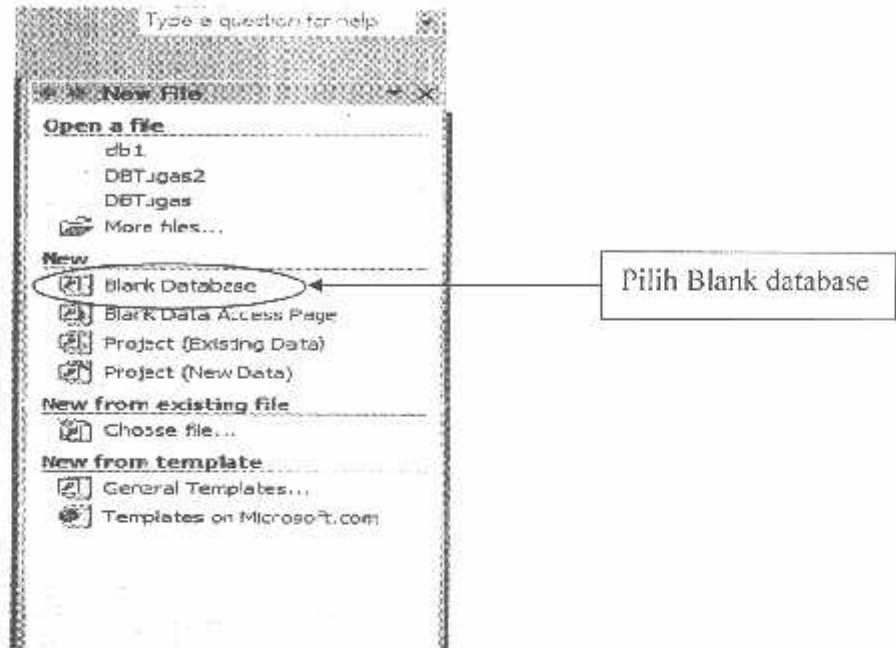 Type a question for help
New File
Open a file
db1
DBTugas2
DBTugas
More files...
New
Blank Database
Blank Data Access Page
Project (Existing Data)
Project (New Data)
New from existing file
Choose file...
New from template
General Templates...
Templates on Microsoft.com
Pilih Blank database